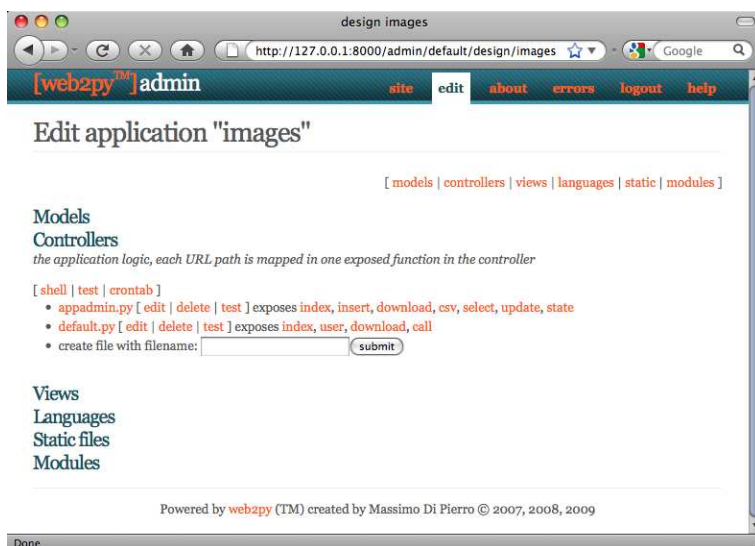 design images
http://127.0.0.1:8000/admin/default/design/images
Google
[web2py™]admin
site edit about errors logout help
Edit application "images"
[ models | controllers | views | languages | static | modules ]
Models
Controllers
the application logic, each URL path is mapped in one exposed function in the controller
[ shell | test | crontab ]
• appadmin.py [ edit | delete | test ] exposes index, insert, download, csv, select, update, state
• default.py [ edit | delete | test ] exposes index, user, download, call
• create file with filename: submit
Views
Languages
Static files
Modules
Powered by web2py (TM) created by Massimo Di Pierro © 2007, 2008, 2009
Done